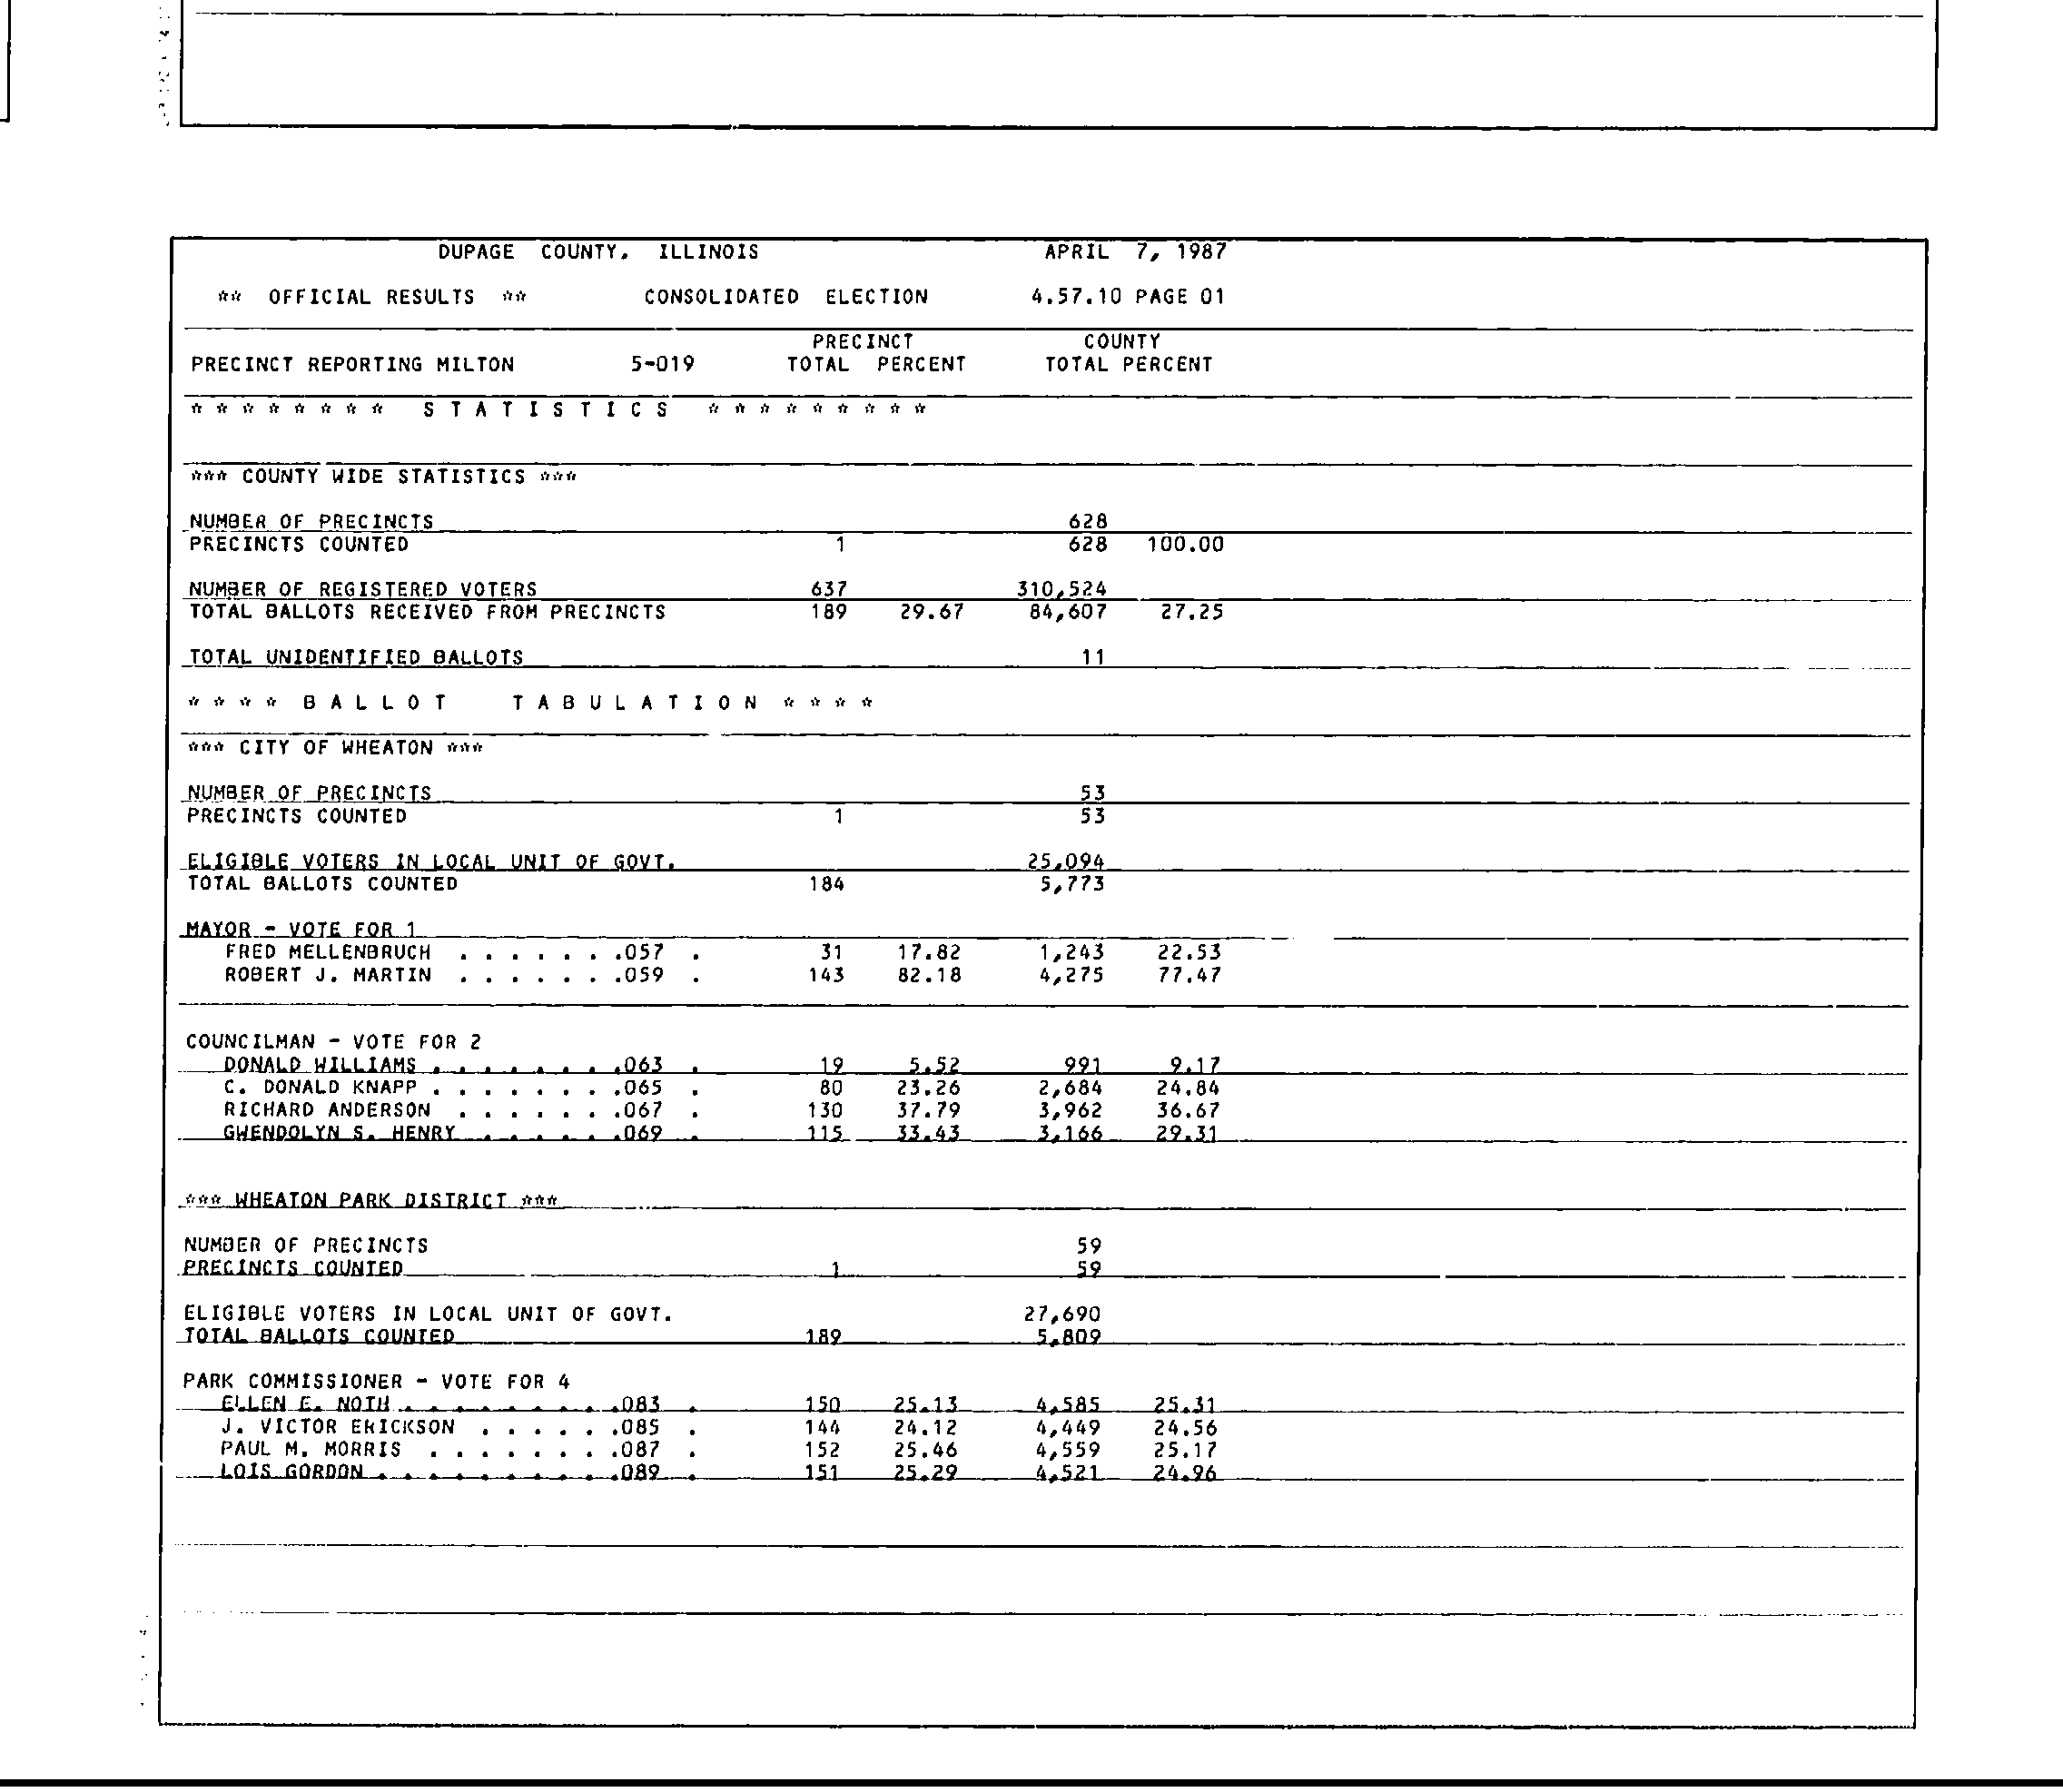 DUPAGE COUNTY, ILLINOIS APRIL 7, 1987
** OFFICIAL RESULTS ** CONSOLIDATED ELECTION 4.57.10 PAGE 01
PRECINCT COUNTY
PRECINCT REPORTING MILTON 5-019 TOTAL PERCENT TOTAL PERCENT
* * * * * * * * S T A T I S T I C S * * * * * * * * *
*** COUNTY WIDE STATISTICS ***
NUMBER OF PRECINCTS 628
PRECINCTS COUNTED 1 628 100.00
NUMBER OF REGISTERED VOTERS 637 310,524
TOTAL BALLOTS RECEIVED FROM PRECINCTS 189 29.67 84,607 27.25
TOTAL UNIDENTIFIED BALLOTS 11
* * * * B A L L O T T A B U L A T I O N * * * *
*** CITY OF WHEATON ***
NUMBER OF PRECINCTS 53
PRECINCTS COUNTED 1 53
ELIGIBLE VOTERS IN LOCAL UNIT OF GOVT. 25,094
TOTAL BALLOTS COUNTED 184 5,773
MAYOR - VOTE FOR 1
FRED MELLENBRUCH . . . . . . .057 . 31 17.82 1,243 22.53
ROBERT J. MARTIN . . . . . . .059 . 143 82.18 4,275 77.47
COUNCILMAN - VOTE FOR 2
DONALD WILLIAMS . . . . . . . .063 . 19 5.52 991 9.17
C. DONALD KNAPP . . . . . . . .065 . 80 23.26 2,684 24.84
RICHARD ANDERSON . . . . . . .067 . 130 37.79 3,962 36.67
GWENDOLYN S. HENRY . . . . . .069 . 115 33.43 3,166 29.31
*** WHEATON PARK DISTRICT ***
NUMBER OF PRECINCTS 59
PRECINCTS COUNTED 1 59
ELIGIBLE VOTERS IN LOCAL UNIT OF GOVT. 27,690
TOTAL BALLOTS COUNTED 189 5,809
PARK COMMISSIONER - VOTE FOR 4
ELLEN E. NOTH . . . . . . . . .083 . 150 25.13 4,585 25.31
J. VICTOR ERICKSON . . . . . .085 . 144 24.12 4,449 24.56
PAUL M. MORRIS . . . . . . . .087 . 152 25.46 4,559 25.17
LOIS GORDON . . . . . . . . . .089 . 151 25.29 4,521 24.96